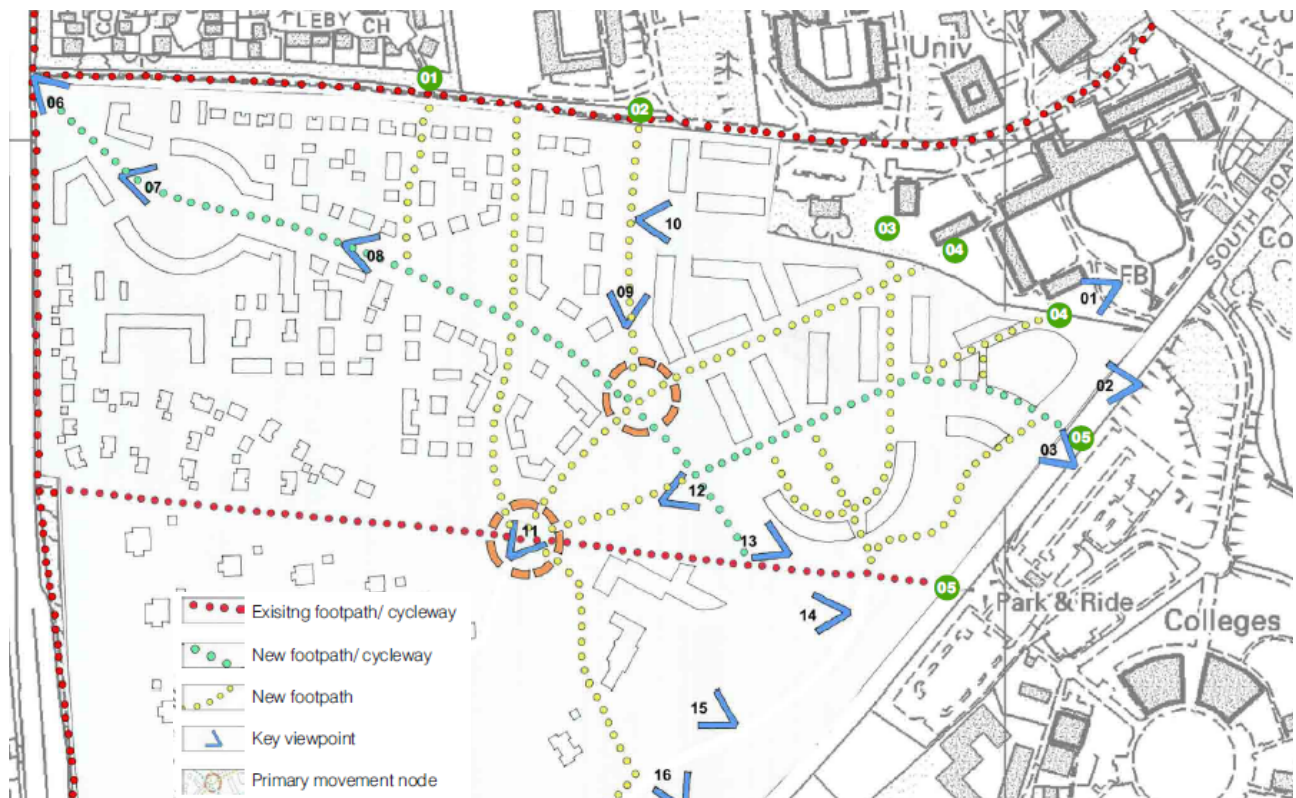 LEBY CH
Univ
Co
01
02
06
07
10
03
04
08
FB
SOUTH ROAD
Co
01
09
04
02
03
05
12
11
13
05
14
Park & Ride
Colleges
15
16
Exisitng footpath/ cycleway
New footpath/ cycleway
New footpath
Key viewpoint
Primary movement node